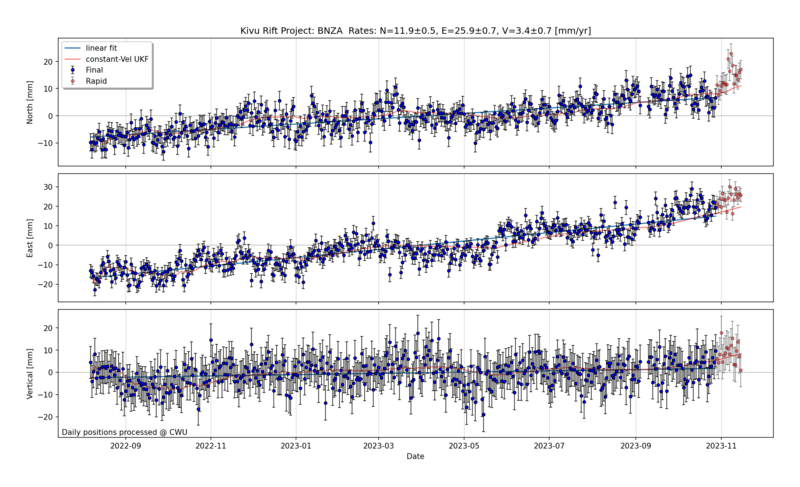 Kivu Rift Project: BNZA Rates: N=11.9±0.5, E=25.9±0.7, V=3.4±0.7 [mm/yr]
linear fit
constant-Vel UKF
Final
Rapid
North [mm]
20
10
0
−10
East [mm]
30
20
10
0
−10
−20
Vertical [mm]
20
10
0
−10
−20
Daily positions processed @ CWU
2022-09 2022-11 2023-01 2023-03 2023-05 2023-07 2023-09 2023-11
Date